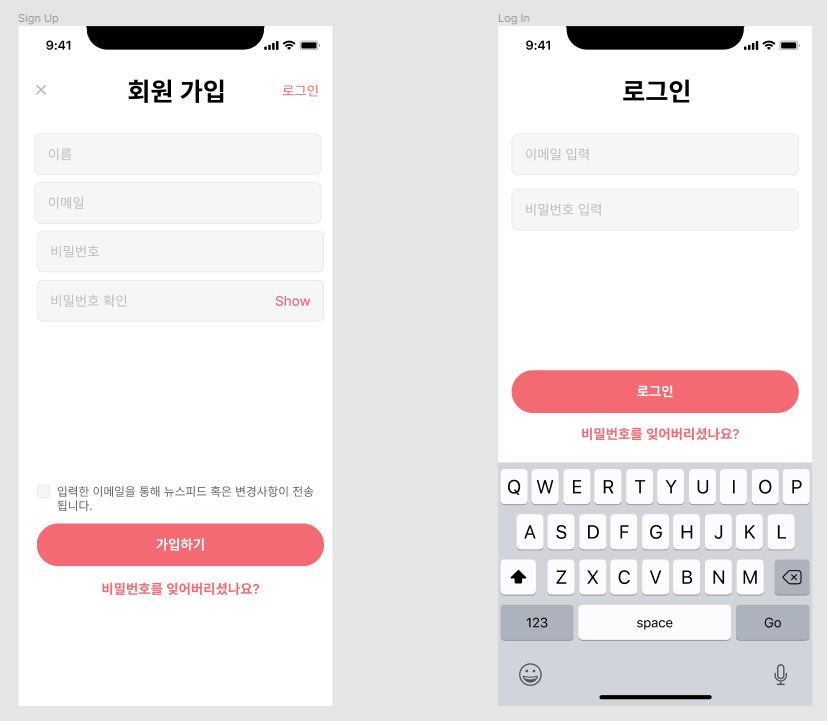 Sign Up
9:41
회원 가입
로그인
이름
이메일
비밀번호
비밀번호 확인
Show
입력한 이메일을 통해 뉴스피드 혹은 변경사항이 전송
됩니다.
가입하기
비밀번호를 잊어버리셨나요?
Log In
9:41
로그인
이메일 입력
비밀번호 입력
로그인
비밀번호를 잊어버리셨나요?
Q W E R T Y U I O P
A S D F G H J K L
Z X C V B N M
123 space Go